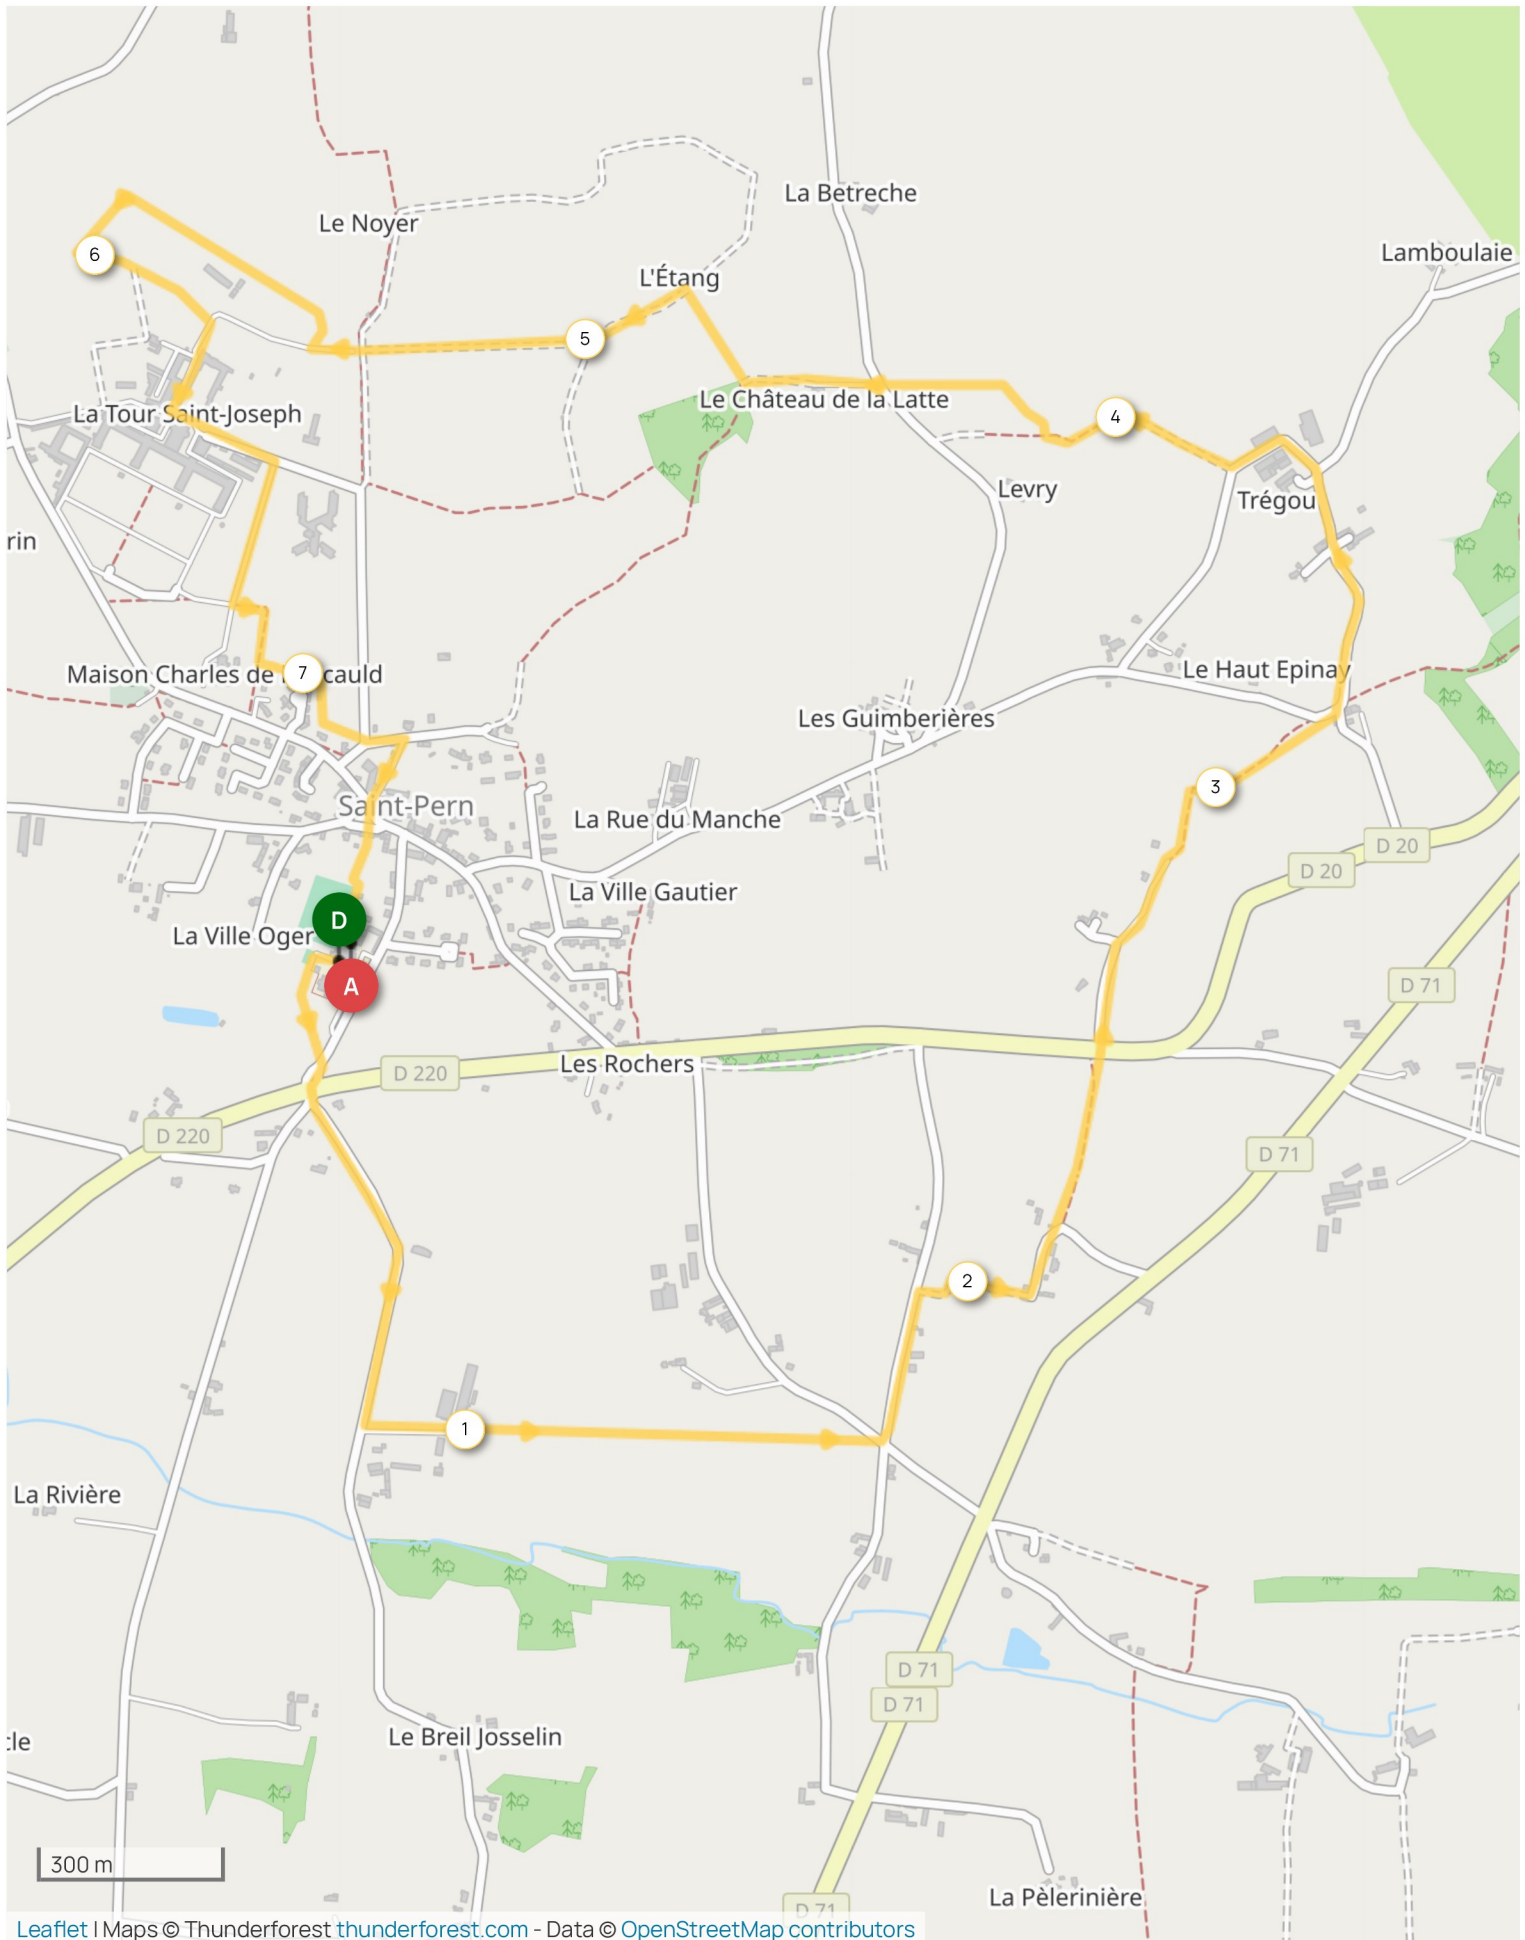 La Betreche
Le Noyer
Lamboulaie
6
L'Étang
5
Le Château de la Latte
4
La Tour Saint-Joseph
Levry
Trégou
rin
Maison Charles de
cauld
7
Le Haut Epinay
Les Guimberières
3
Saint-Pern
La Rue du Manche
D 20
D 20
La Ville Gautier
D
La Ville Oger
A
D 71
Les Rochers
D 220
D 220
D 71
2
1
La Rivière
D 71
D 71
Le Breil Josselin
cle
300 m
La Pèlerinière
D 71
Leaflet | Maps © Thunderforest thunderforest.com - Data © OpenStreetMap contributors